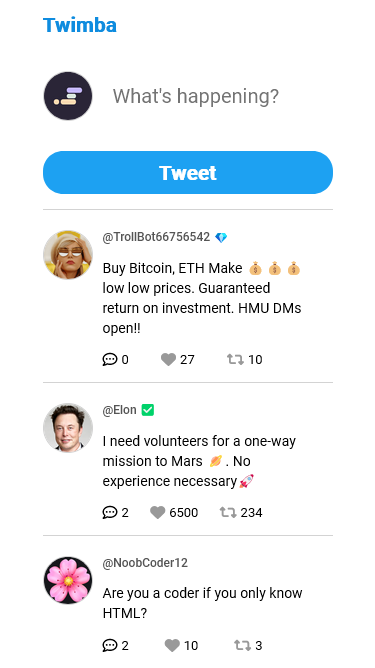 Twimba
What's happening?
Tweet
@TrollBot66756542 💎
Buy Bitcoin, ETH Make 💰 💰 💰
low low prices. Guaranteed
return on investment. HMU DMs
open!!
0 27 10
@Elon ✅
I need volunteers for a one-way
mission to Mars 🪐 . No
experience necessary🚀
2 6500 234
@NoobCoder12
Are you a coder if you only know
HTML?
2 10 3